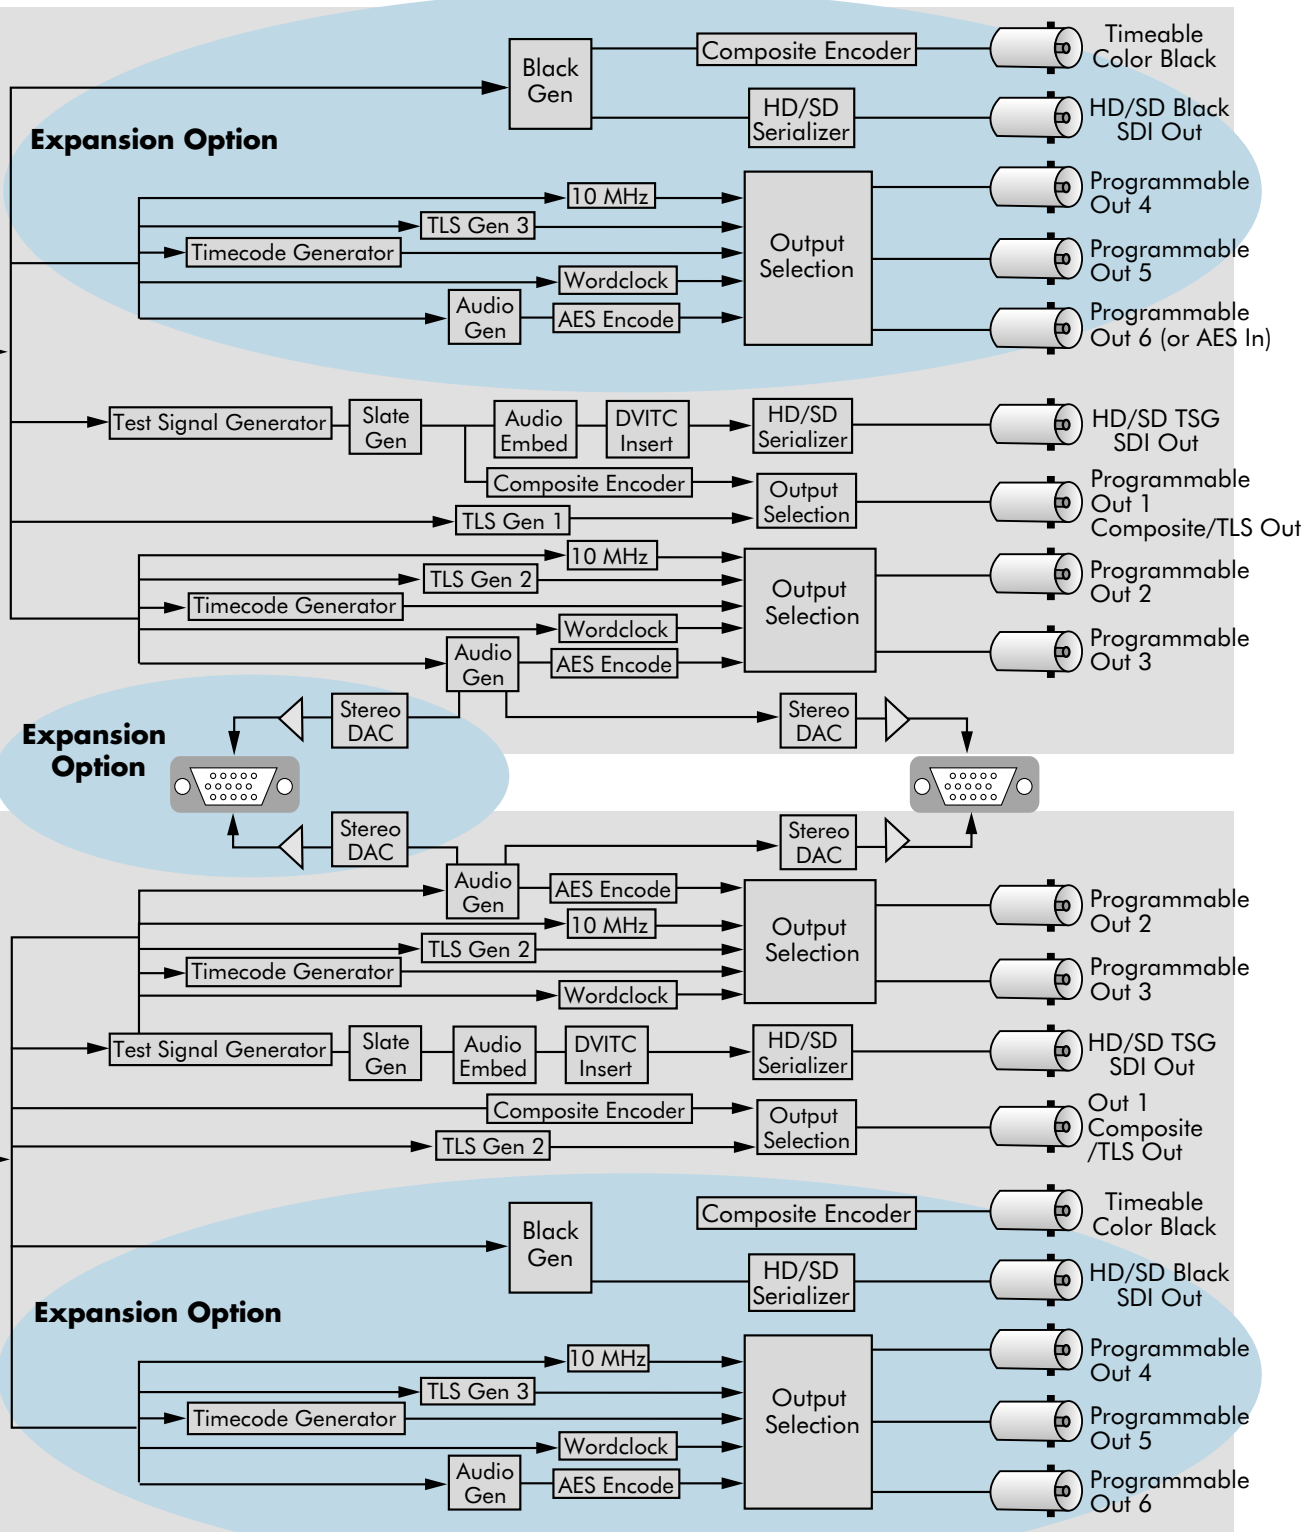 Timeable
Color Black
Composite Encoder
Black
Gen
HD/SD
Serializer
HD/SD Black
SDI Out
Expansion Option
10 MHz
TLS Gen 3
Timecode Generator
Wordclock
Audio
Gen
AES Encode
Output
Selection
Programmable
Out 4
Programmable
Out 5
Programmable
Out 6 (or AES In)
Test Signal Generator
Slate
Gen
Audio
Embed
DVITC
Insert
HD/SD
Serializer
HD/SD TSG
SDI Out
Composite Encoder
TLS Gen 1
Output
Selection
Programmable
Out 1
Composite/TLS Out
10 MHz
TLS Gen 2
Timecode Generator
Wordclock
Audio
Gen
AES Encode
Output
Selection
Programmable
Out 2
Programmable
Out 3
Stereo
DAC
Stereo
DAC
Expansion
Option
Stereo
DAC
Stereo
DAC
Audio
Gen
AES Encode
10 MHz
TLS Gen 2
Timecode Generator
Wordclock
Output
Selection
Programmable
Out 2
Programmable
Out 3
Test Signal Generator
Slate
Gen
Audio
Embed
DVITC
Insert
HD/SD
Serializer
HD/SD TSG
SDI Out
Composite Encoder
TLS Gen 2
Output
Selection
Out 1
Composite
/TLS Out
Black
Gen
Composite Encoder
Timeable
Color Black
HD/SD
Serializer
HD/SD Black
SDI Out
Expansion Option
10 MHz
TLS Gen 3
Timecode Generator
Wordclock
Audio
Gen
AES Encode
Output
Selection
Programmable
Out 4
Programmable
Out 5
Programmable
Out 6